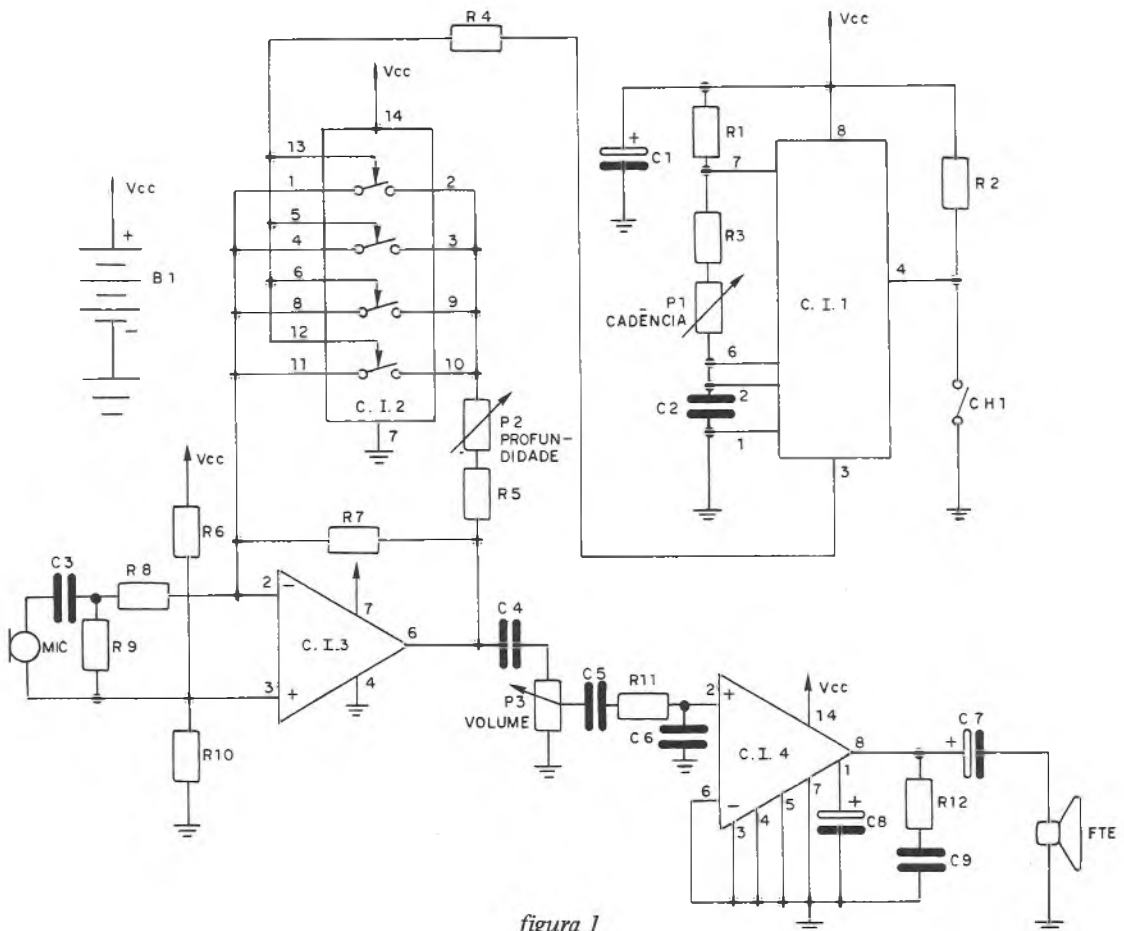 R4
Vcc
Vcc
14
13
1
2
5
4
3
6
8
9
12
11
10
C.I.2
7
Vcc
+
B1
-
P2
PROFUN-
DIDADE
R5
+
C1
R1
7
R3
P1
CADÊNCIA
6
2
C2
1
8
C.I.1
4
3
R2
CH1
Vcc
R6
R7
C3
R8
R9
MIC
R10
2
-
7
C.I.3
6
3
+
4
C4
P3
VOLUME
C5
R11
C6
Vcc
14
2
+
C.I.4
8
6
-
3
4
5
7
1
+
C8
R12
C9
+
C7
FTE
figura 1